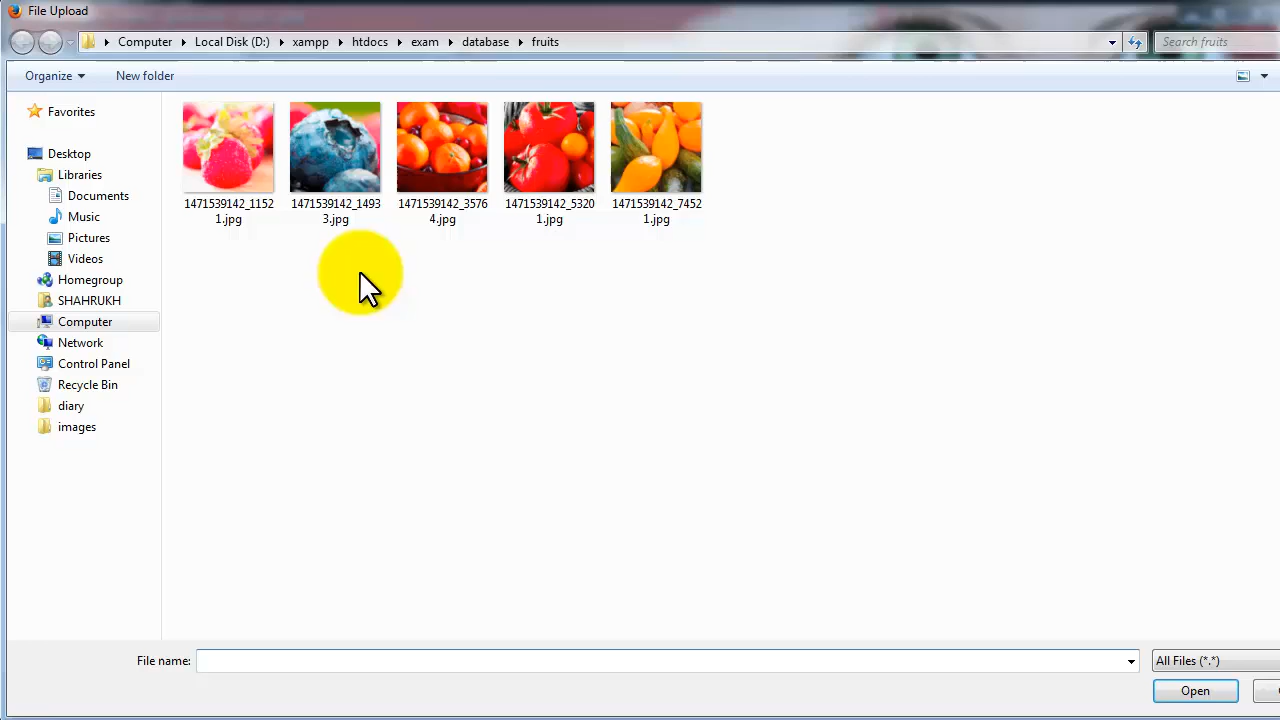 File Upload
Computer Local Disk (D:) xampp htdocs exam database fruits
Search fruits
Organize New folder
Favorites
Desktop
Libraries
Documents
Music
Pictures
Videos
Homegroup
SHAHRUKH
Computer
Network
Control Panel
Recycle Bin
diary
images
1471539142_1152
1.jpg
1471539142_1493
3.jpg
1471539142_3576
4.jpg
1471539142_5320
1.jpg
1471539142_7452
1.jpg
File name:
All Files (*.*)
Open